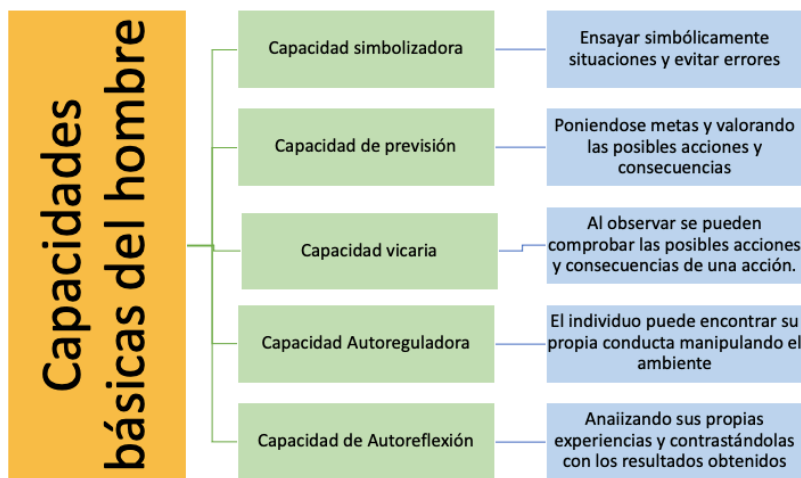 Capacidades
básicas del hombre
Capacidad simbolizadora
Ensayar simbólicamente
situaciones y evitar errores
Capacidad de previsión
Poniendose metas y valorando
las posibles acciones y
consecuencias
Capacidad vicaria
Al observar se pueden
comprobar las posibles acciones
y consecuencias de una acción.
Capacidad Autoreguladora
El individuo puede encontrar su
propia conducta manipulando el
ambiente
Capacidad de Autoreflexión
Anaiizando sus propias
experiencias y contrastándolas
con los resultados obtenidos